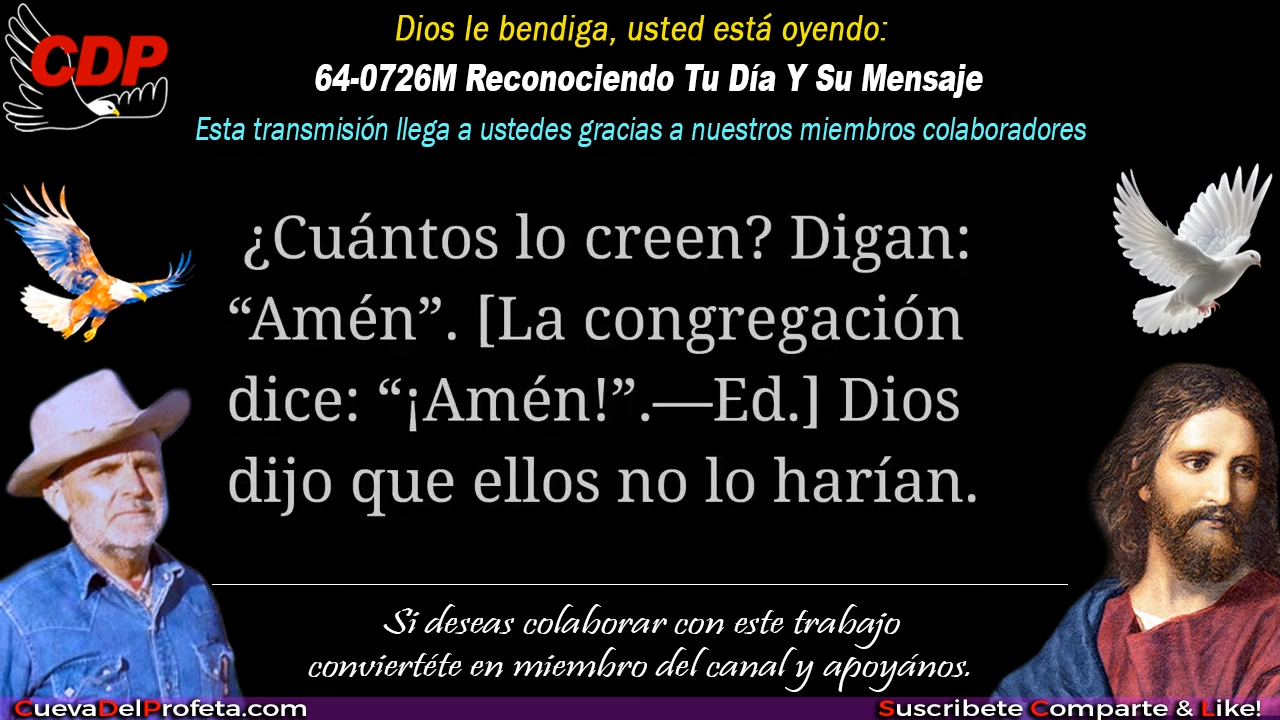 CDP
Dios le bendiga, usted está oyendo:
64-0726M Reconociendo Tu Día Y Su Mensaje
Esta transmisión llega a ustedes gracias a nuestros miembros colaboradores
¿Cuántos lo creen? Digan:
“Amén”. [La congregación
dice: “¡Amén!”.—Ed.] Dios
dijo que ellos no lo harían.
Si deseas colaborar con este trabajo
conviertéte en miembro del canal y apoyános.
CuevaDelProfeta.com
Suscribete Comparte & Like!